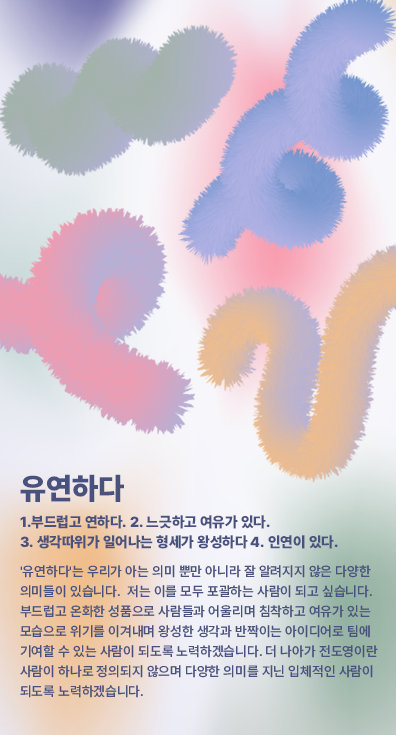 유연하다
1.부드럽고 연하다. 2. 느긋하고 여유가 있다.
3. 생각따위가 일어나는 형세가 왕성하다 4. 인연이 있다.
'유연하다'는 우리가 아는 의미 뿐만 아니라 잘 알려지지 않은 다양한
의미들이 있습니다. 저는 이를 모두 포괄하는 사람이 되고 싶습니다.
부드럽고 온화한 성품으로 사람들과 어울리며 침착하고 여유가 있는
모습으로 위기를 이겨내며 왕성한 생각과 반짝이는 아이디어로 팀에
기여할 수 있는 사람이 되도록 노력하겠습니다. 더 나아가 전도영이란
사람이 하나로 정의되지 않으며 다양한 의미를 지닌 입체적인 사람이
되도록 노력하겠습니다.